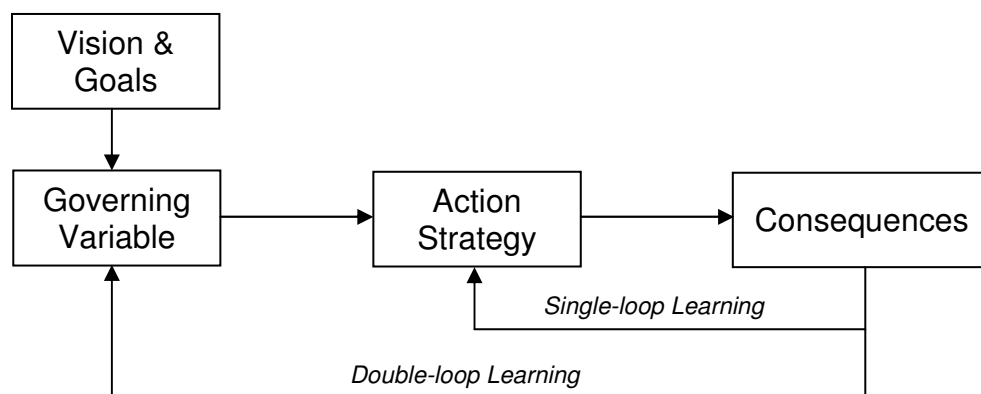 Vision &
Goals
Governing
Variable
Action
Strategy
Consequences
Single-loop Learning
Double-loop Learning